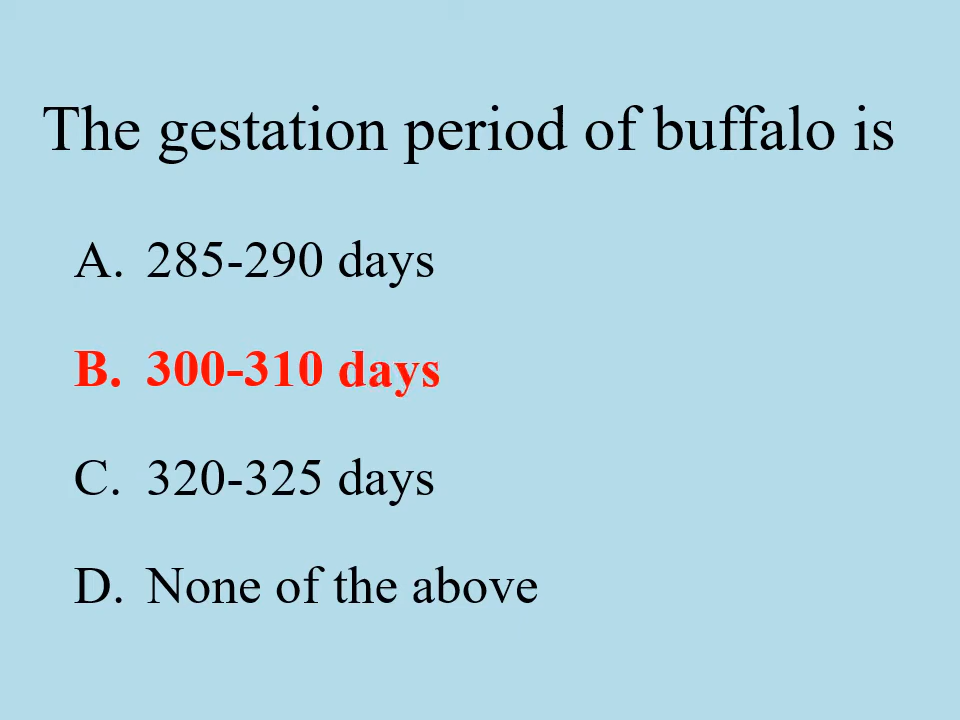 The gestation period of buffalo is
A. 285-290 days
B. 300-310 days
C. 320-325 days
D. None of the above